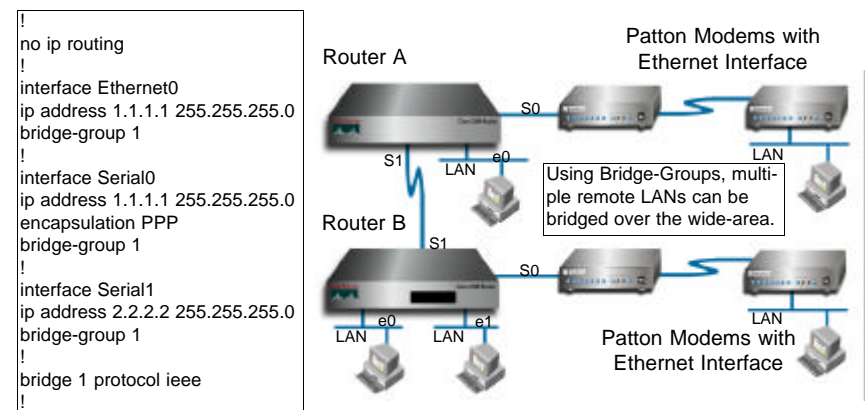 !
no ip routing
!
interface Ethernet0
ip address 1.1.1.1 255.255.255.0
bridge-group 1
!
interface Serial0
ip address 1.1.1.1 255.255.255.0
encapsulation PPP
bridge-group 1
!
interface Serial1
ip address 2.2.2.2 255.255.255.0
bridge-group 1
!
bridge 1 protocol ieee
!
Router A
Patton Modems with
Ethernet Interface
S0
S1
LAN
e0
LAN
Using Bridge-Groups, multi-
ple remote LANs can be
bridged over the wide-area.
Router B
S1
S0
e0
LAN
e1
LAN
LAN
Patton Modems with
Ethernet Interface